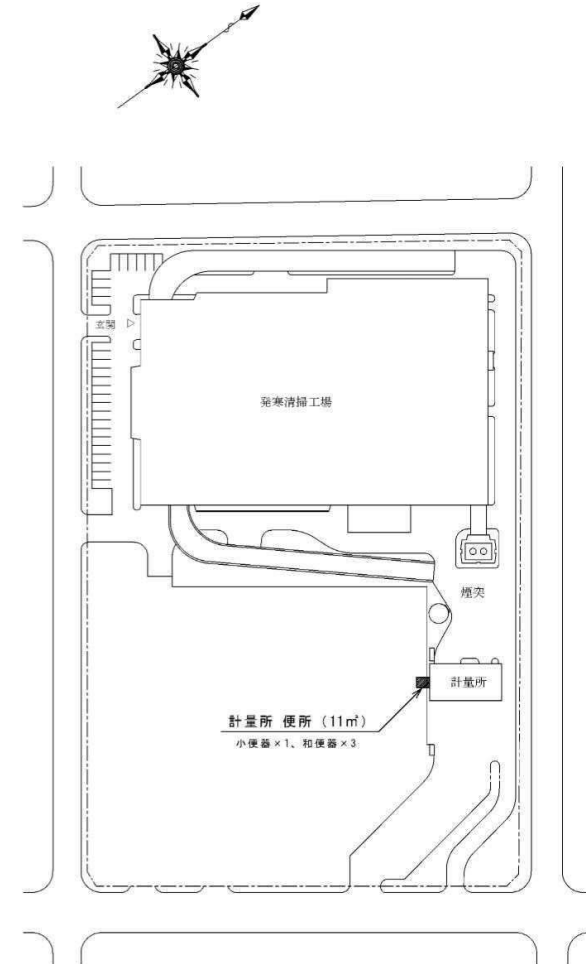 玄関
発寒清掃工場
煙突
計量所
計量所 便所 (11㎡)
小便器×1、和便器×3